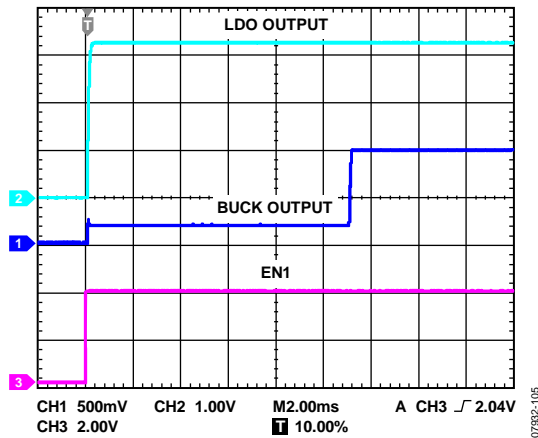 T
LDO OUTPUT
2
BUCK OUTPUT
1
EN1
3
CH1 500mV CH2 1.00V M2.00ms A CH3 2.04V
CH3 2.00V T 10.00%
07932-105